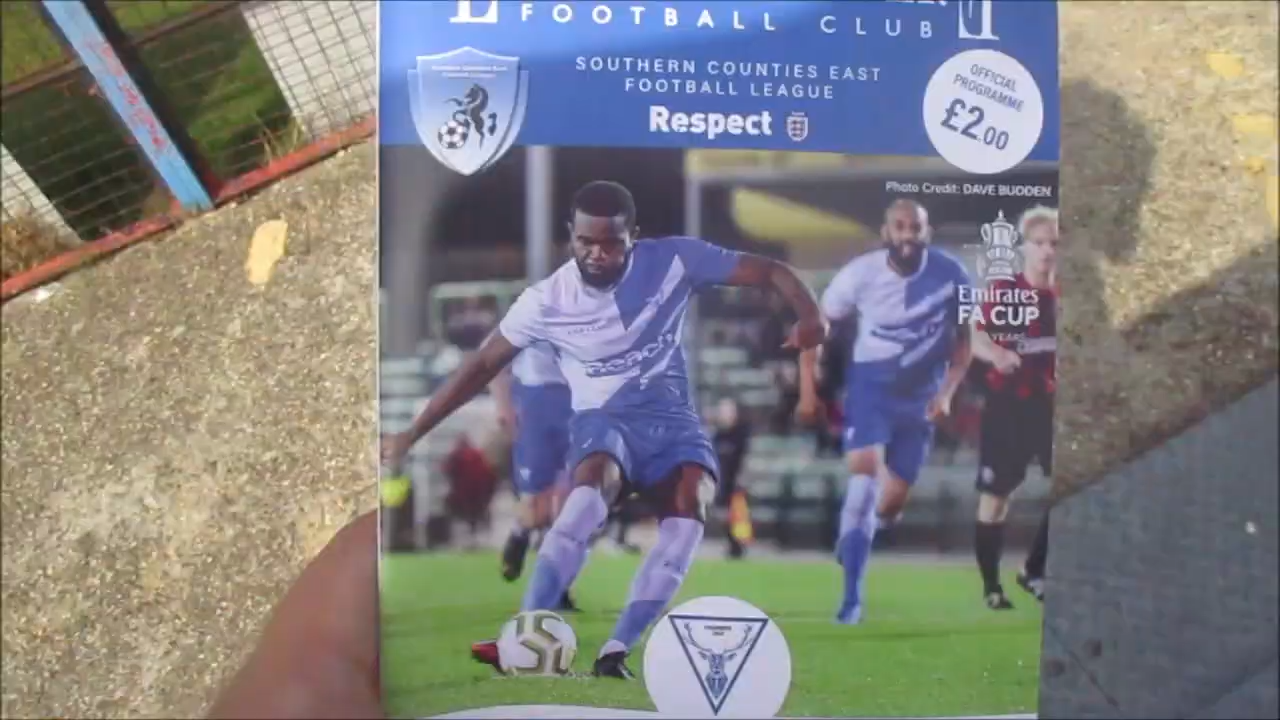 FOOTBALL CLUB
SOUTHERN COUNTIES EAST
FOOTBALL LEAGUE
Respect
OFFICIAL
PROGRAMME
£2.00
Photo Credit: DAVE BUDDEN
Emirates
FA CUP
YEARS